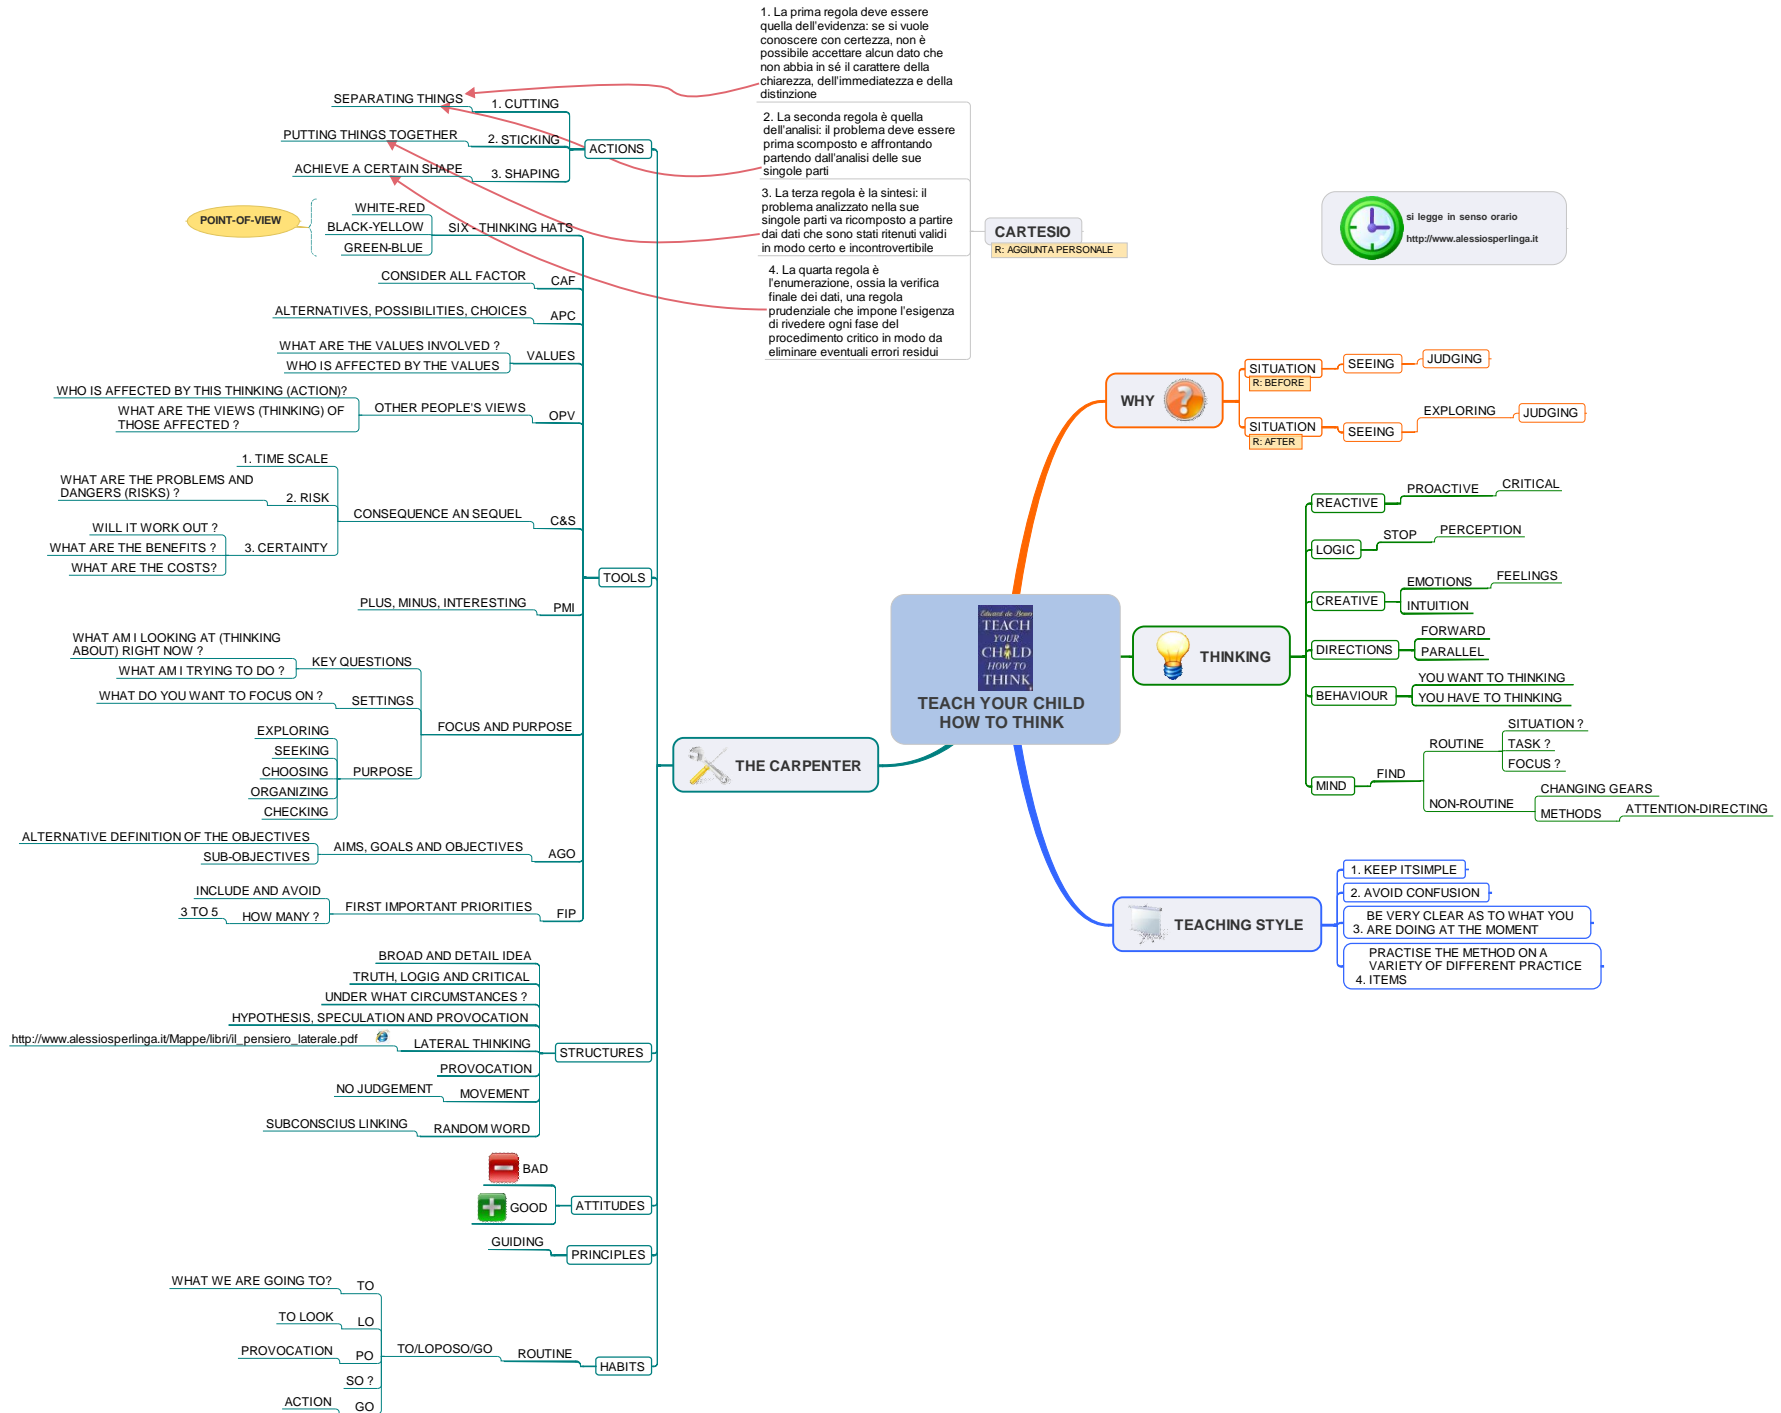 1. La prima regola deve essere
quella dell'evidenza: se si vuole
conoscere con certezza, non è
possibile accettare alcun dato che
non abbia in sé il carattere della
chiarezza, dell'immediatezza e della
distinzione
2. La seconda regola è quella
dell'analisi: il problema deve essere
prima scomposto e affrontando
partendo dall'analisi delle sue
singole parti
3. La terza regola è la sintesi: il
problema analizzato nella sue
singole parti va ricomposto a partire
dai dati che sono stati ritenuti validi
in modo certo e incontrovertibile
4. La quarta regola è
l'enumerazione, ossia la verifica
finale dei dati, una regola
prudenziale che impone l'esigenza
di rivedere ogni fase del
procedimento critico in modo da
eliminare eventuali errori residui
CARTESIO
R: AGGIUNTA PERSONALE
si legge in senso orario
http://www.alessiosperlinga.it
Edward de Bono
TEACH
YOUR
CHILD
HOW TO
THINK
TEACH YOUR CHILD
HOW TO THINK
WHY
SITUATION
R: BEFORE
SEEING
JUDGING
SITUATION
R: AFTER
SEEING
EXPLORING
JUDGING
THINKING
REACTIVE
PROACTIVE
CRITICAL
LOGIC
STOP
PERCEPTION
CREATIVE
EMOTIONS
FEELINGS
INTUITION
DIRECTIONS
FORWARD
PARALLEL
BEHAVIOUR
YOU WANT TO THINKING
YOU HAVE TO THINKING
MIND
FIND
ROUTINE
SITUATION ?
TASK ?
FOCUS ?
NON-ROUTINE
CHANGING GEARS
METHODS
ATTENTION-DIRECTING
TEACHING STYLE
1. KEEP ITSIMPLE
2. AVOID CONFUSION
BE VERY CLEAR AS TO WHAT YOU
3. ARE DOING AT THE MOMENT
PRACTISE THE METHOD ON A
VARIETY OF DIFFERENT PRACTICE
4. ITEMS
THE CARPENTER
ACTIONS
1. CUTTING
SEPARATING THINGS
2. STICKING
PUTTING THINGS TOGETHER
3. SHAPING
ACHIEVE A CERTAIN SHAPE
TOOLS
SIX - THINKING HATS
WHITE-RED
BLACK-YELLOW
GREEN-BLUE
POINT-OF-VIEW
CAF
CONSIDER ALL FACTOR
APC
ALTERNATIVES, POSSIBILITIES, CHOICES
VALUES
WHAT ARE THE VALUES INVOLVED ?
WHO IS AFFECTED BY THE VALUES
OPV
OTHER PEOPLE'S VIEWS
WHO IS AFFECTED BY THIS THINKING (ACTION)?
WHAT ARE THE VIEWS (THINKING) OF
THOSE AFFECTED ?
C&S
CONSEQUENCE AN SEQUEL
1. TIME SCALE
2. RISK
WHAT ARE THE PROBLEMS AND
DANGERS (RISKS) ?
3. CERTAINTY
WILL IT WORK OUT ?
WHAT ARE THE BENEFITS ?
WHAT ARE THE COSTS?
PMI
PLUS, MINUS, INTERESTING
FOCUS AND PURPOSE
KEY QUESTIONS
WHAT AM I LOOKING AT (THINKING
ABOUT) RIGHT NOW ?
WHAT AM I TRYING TO DO ?
SETTINGS
WHAT DO YOU WANT TO FOCUS ON ?
PURPOSE
EXPLORING
SEEKING
CHOOSING
ORGANIZING
CHECKING
AGO
AIMS, GOALS AND OBJECTIVES
ALTERNATIVE DEFINITION OF THE OBJECTIVES
SUB-OBJECTIVES
FIP
FIRST IMPORTANT PRIORITIES
INCLUDE AND AVOID
HOW MANY ?
3 TO 5
STRUCTURES
BROAD AND DETAIL IDEA
TRUTH, LOGIG AND CRITICAL
UNDER WHAT CIRCUMSTANCES ?
HYPOTHESIS, SPECULATION AND PROVOCATION
LATERAL THINKING
http://www.alessiosperlinga.it/Mappe/libri/il_pensiero_laterale.pdf
PROVOCATION
MOVEMENT
NO JUDGEMENT
RANDOM WORD
SUBCONSCIUS LINKING
ATTITUDES
BAD
GOOD
PRINCIPLES
GUIDING
HABITS
ROUTINE
TO/LOPOSO/GO
TO
WHAT WE ARE GOING TO?
LO
TO LOOK
PO
PROVOCATION
SO ?
GO
ACTION